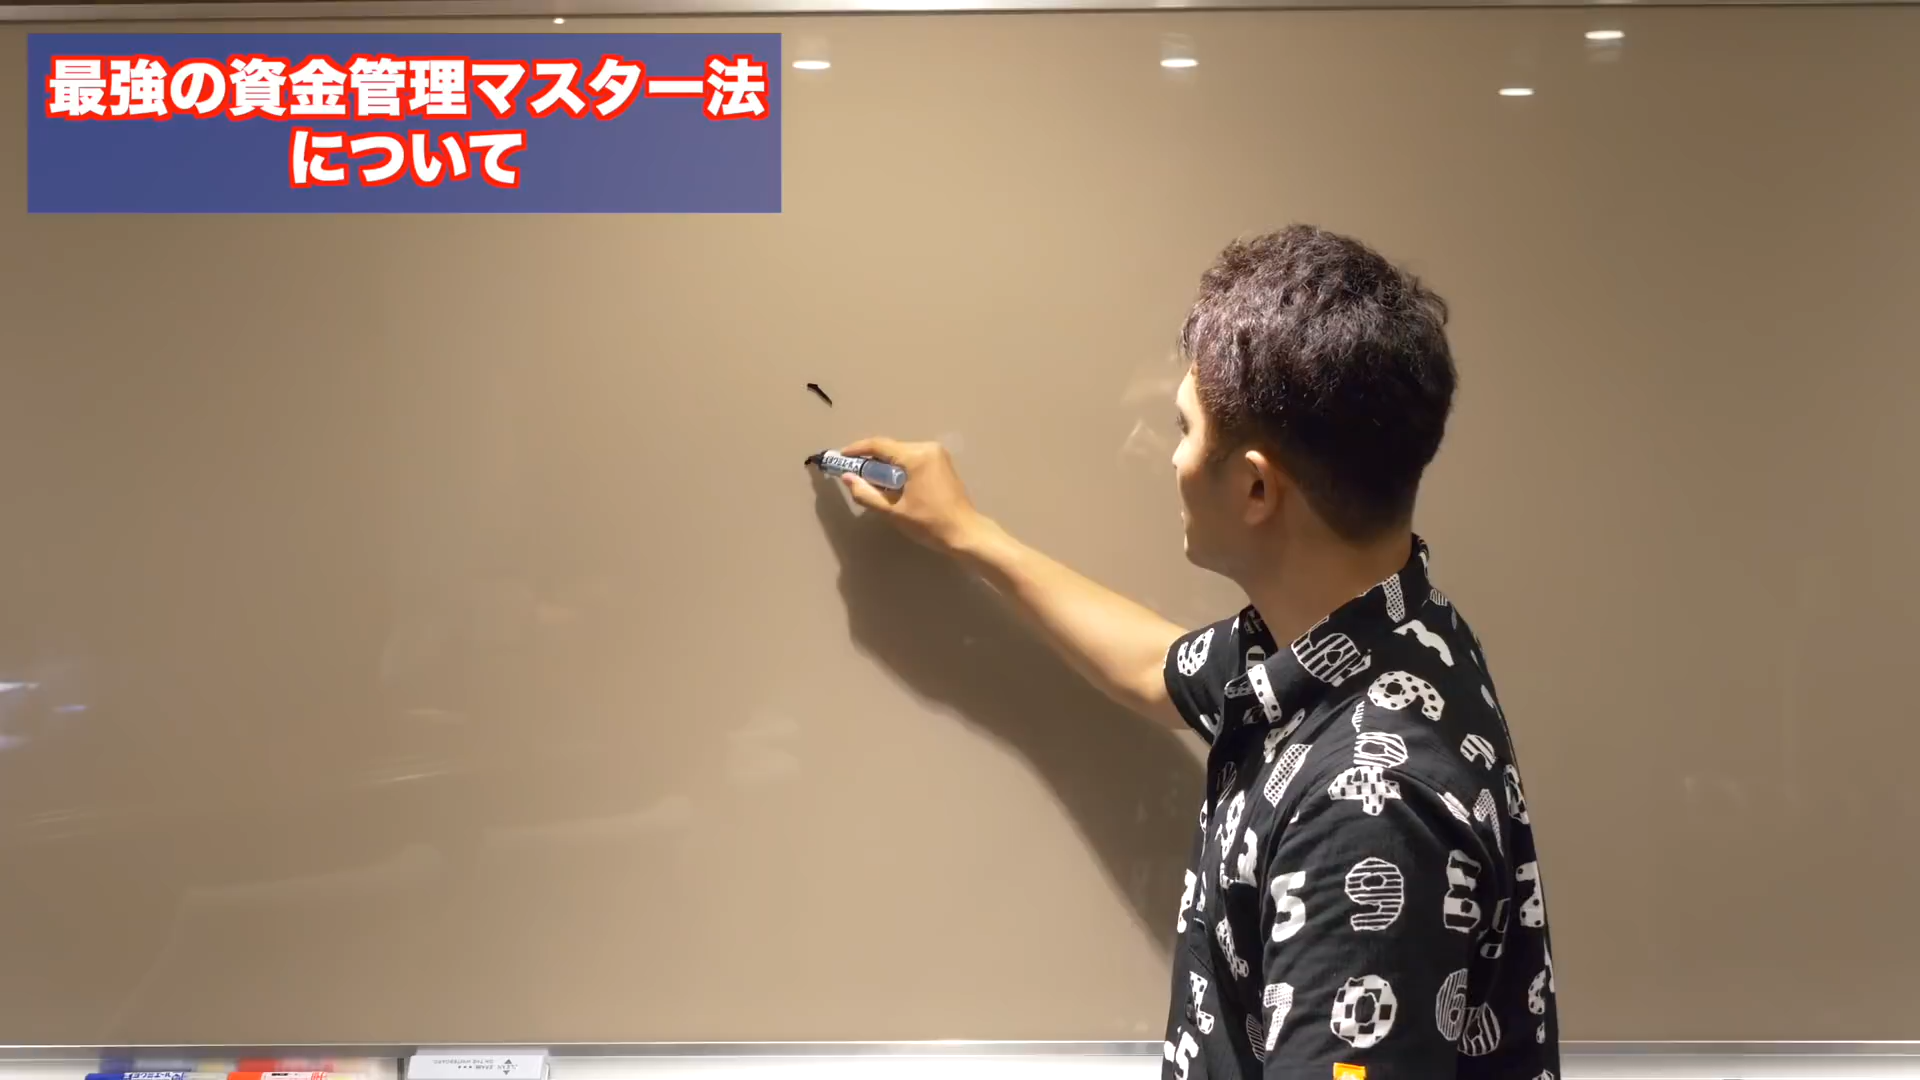 最強の資金管理マスター法
について